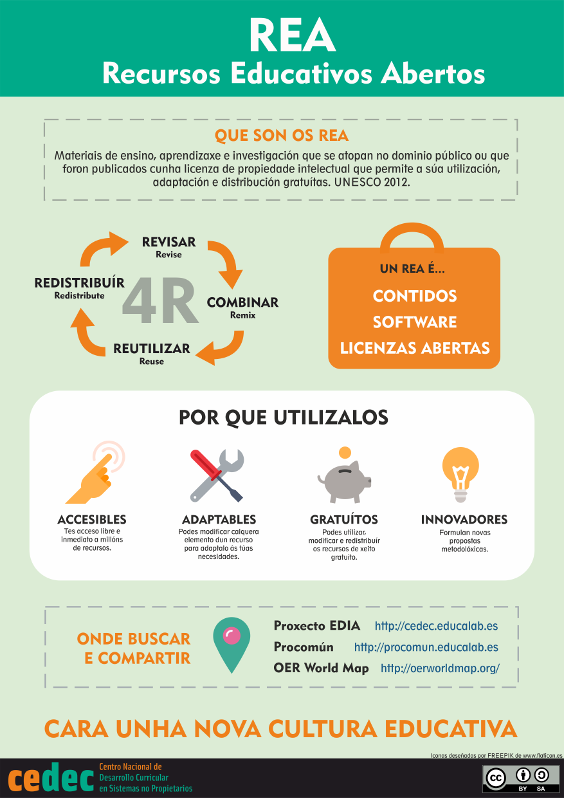 REA
Recursos Educativos Abertos
QUE SON OS REA
Materiais de ensino, aprendizaxe e investigación que se atopan no dominio público ou que
foron publicados cunha licenza de propiedade intelectual que permite a súa utilización,
adaptación e distribución gratuítas. UNESCO 2012.
REVISAR
Revise
REDISTRIBUÍR
Redistribute
4R
COMBINAR
Remix
REUTILIZAR
Reuse
UN REA É...
CONTIDOS
SOFTWARE
LICENZAS ABERTAS
POR QUE UTILIZALOS
ACCESIBLES
Tes acceso libre e
inmediato a millóns
de recursos.
ADAPTABLES
Podes modificar calquera
elemento dun recurso
para adaptalo ás túas
necesidades.
GRATUÍTOS
Podes utilizar,
modificar e redistribuír
os recursos de xeito
gratuíto.
INNOVADORES
Formulan novas
propostas
metodolóxicas.
ONDE BUSCAR
E COMPARTIR
Proxecto EDIA http://cedec.educalab.es
Procomún http://procomun.educalab.es
OER World Map http://oerworldmap.org/
CARA UNHA NOVA CULTURA EDUCATIVA
Iconos deseñados por FREEPIK de www.flaticon.es
cedec
Centro Nacional de
Desarrollo Curricular
en Sistemas no Propietarios
cc
BY SA